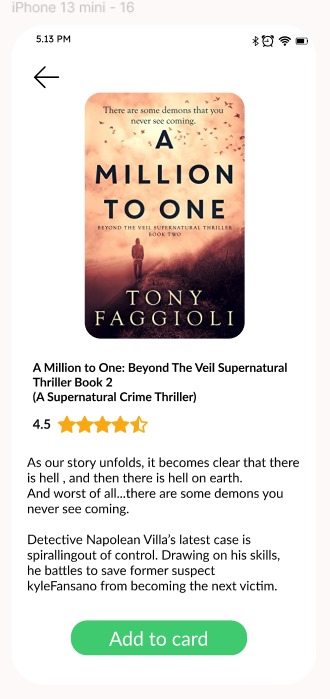 iPhone 13 mini - 16
5.13 PM
There are some demons that you
never see coming.
A
MILLION
TO ONE
BEYOND THE VEIL SUPERNATURAL THRILLER
BOOK TWO
TONY
FAGGIOLI
A Million to One: Beyond The Veil Supernatural
Thriller Book 2
(A Supernatural Crime Thriller)
4.5
As our story unfolds, it becomes clear that there
is hell , and then there is hell on earth.
And worst of all...there are some demons you
never see coming.
Detective Napolean Villa's latest case is
spirallingout of control. Drawing on his skills,
he battles to save former suspect
kyleFansano from becoming the next victim.
Add to card